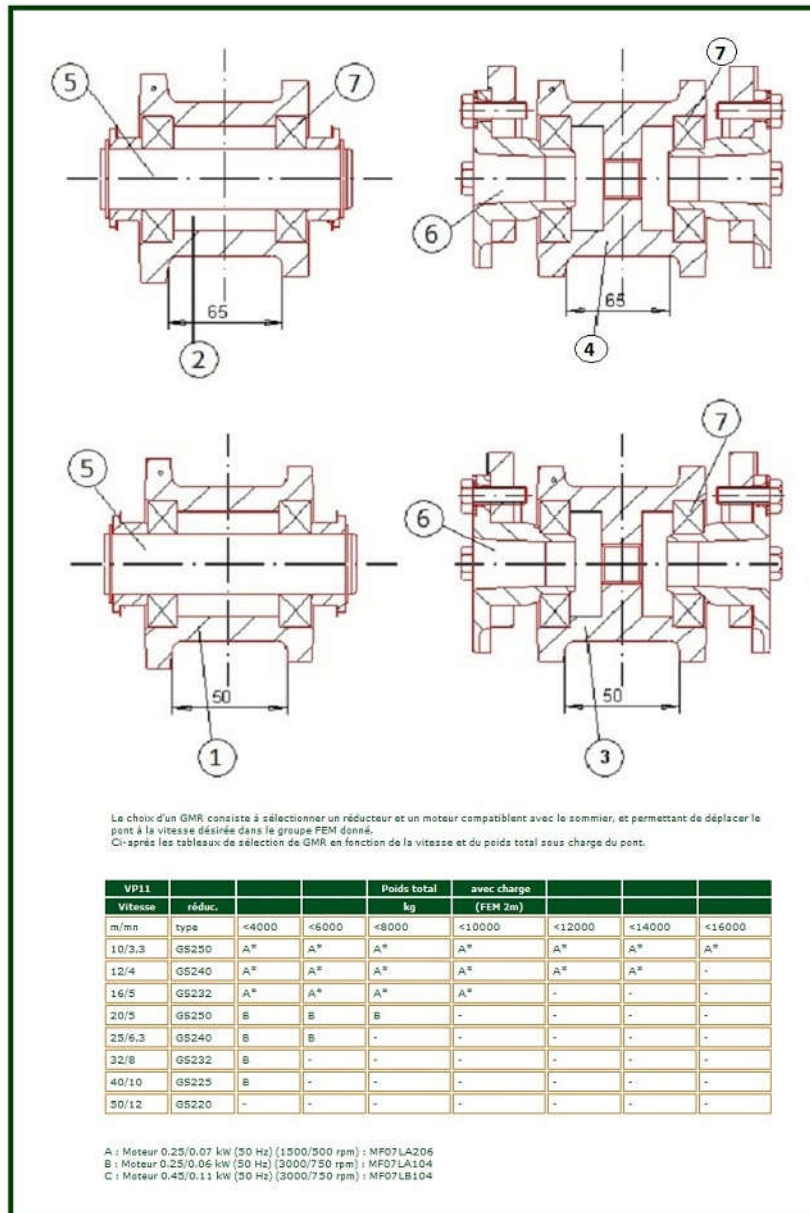 5
7
7
6
65
2
65
4
5
7
6
50
1
50
3
Le choix d'un GMR consiste à sélectionner un réducteur et un moteur compatiblent avec le sommier, et permettant de déplacer le
pont à la vitesse désirée dans le groupe FEM donné.
Ci-aprés les tableaux de sélection de GMR en fonction de la vitesse et du poids total sous charge du pont.
VP11 Poids total avec charge
Vitesse réduc. kg (FEM 2m)
m/mn type <4000 <6000 <8000 <10000 <12000 <14000 <16000
10/3,3 GS250 A* A* A* A* A* A* A*
12/4 GS240 A* A* A* A* A* A* -
16/5 GS232 A* A* A* A* - - -
20/5 GS250 B B B - - - -
25/6,3 GS240 B B - - - - -
32/8 GS232 B - - - - - -
40/10 GS225 B - - - - - -
50/12 GS220 - - - - - - -
A : Moteur 0.25/0.07 kW (50 Hz) (1500/500 rpm) : MF07LA206
B : Moteur 0.25/0.06 kW (50 Hz) (3000/750 rpm) : MF07LA104
C : Moteur 0.45/0.11 kW (50 Hz) (3000/750 rpm) : MF07LB104